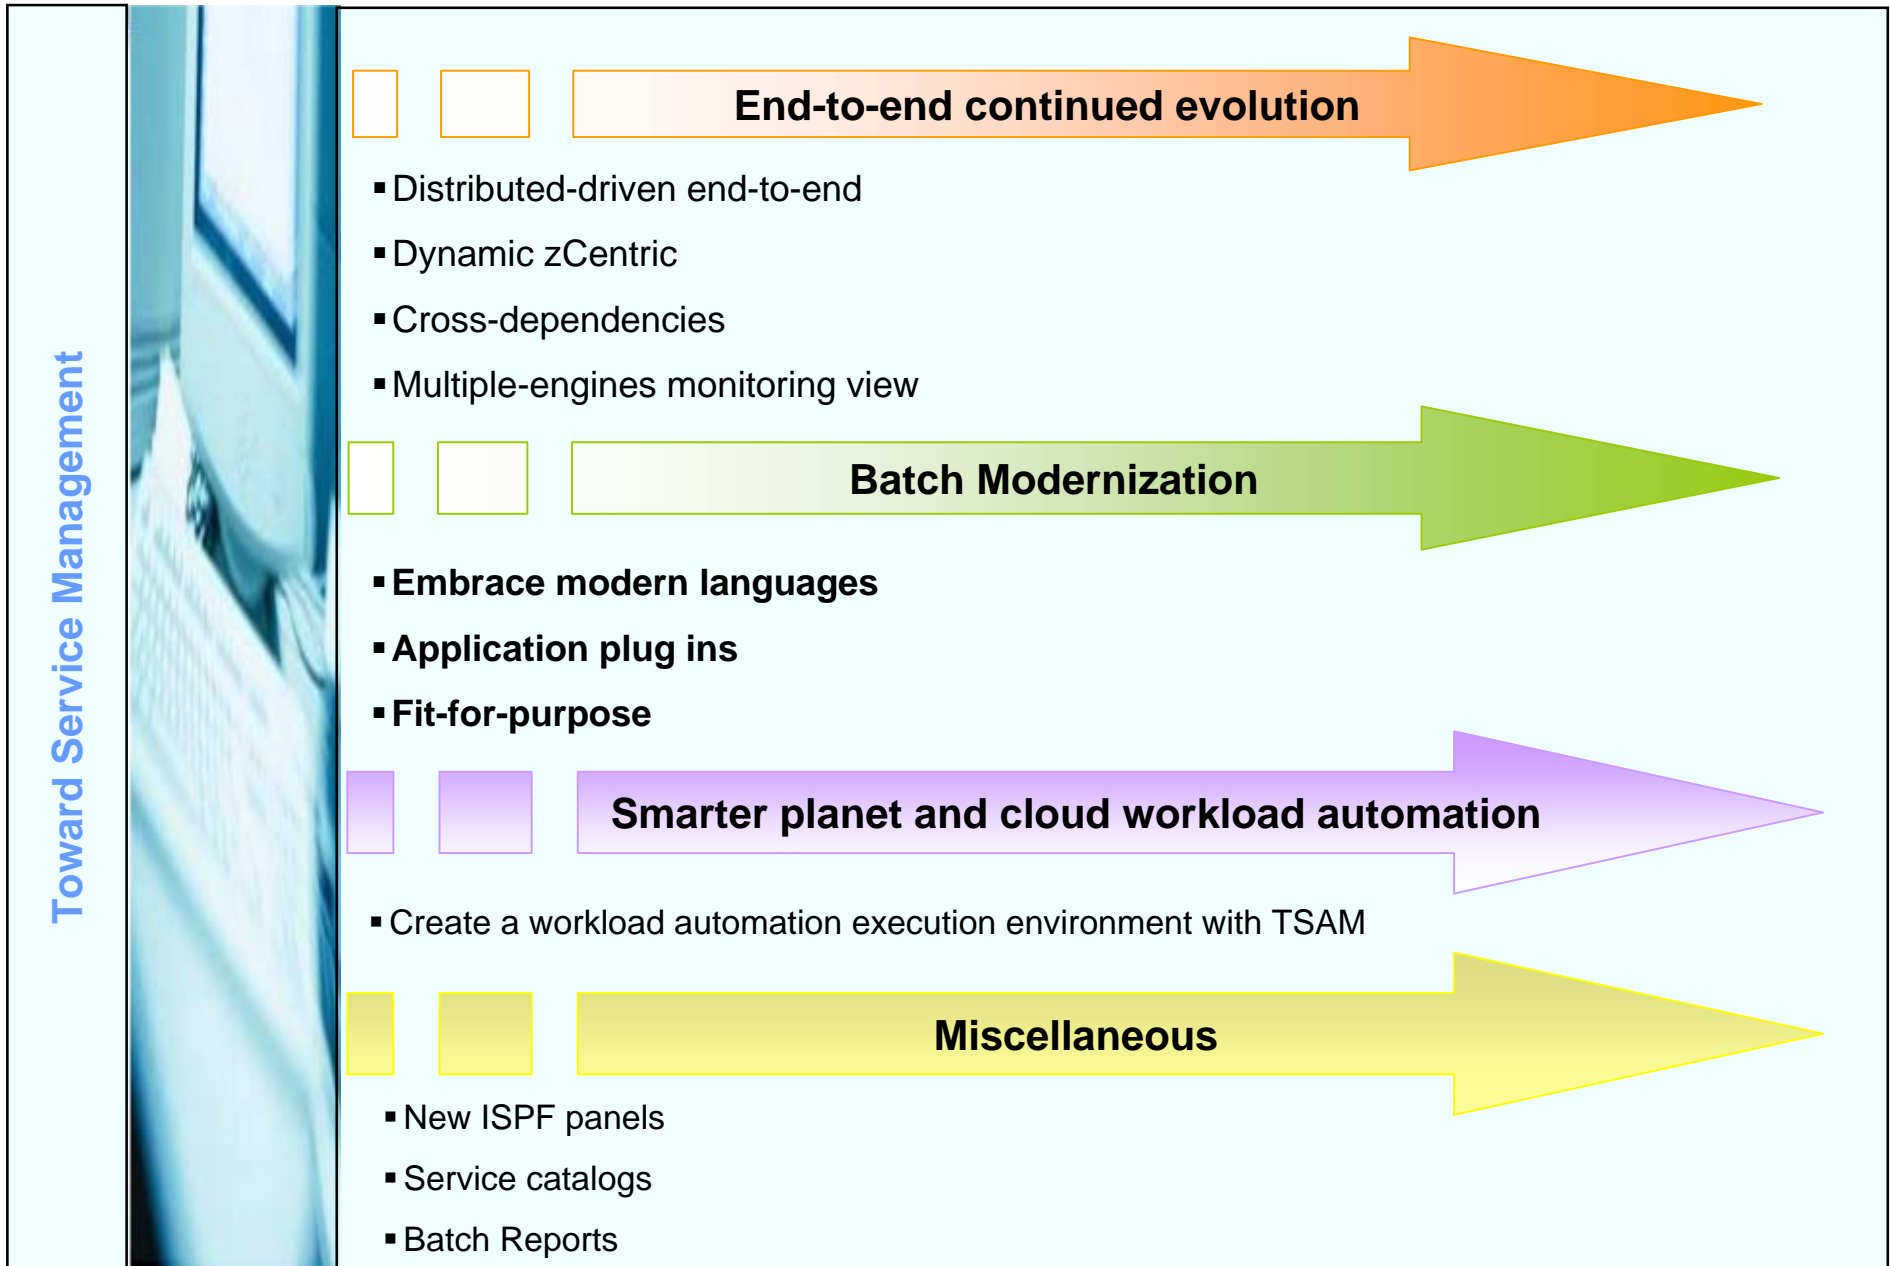 Toward Service Management
End-to-end continued evolution
▪Distributed-driven end-to-end
▪Dynamic zCentric
▪Cross-dependencies
▪Multiple-engines monitoring view
Batch Modernization
▪Embrace modern languages
▪Application plug ins
▪Fit-for-purpose
Smarter planet and cloud workload automation
▪Create a workload automation execution environment with TSAM
Miscellaneous
▪New ISPF panels
▪Service catalogs
▪Batch Reports